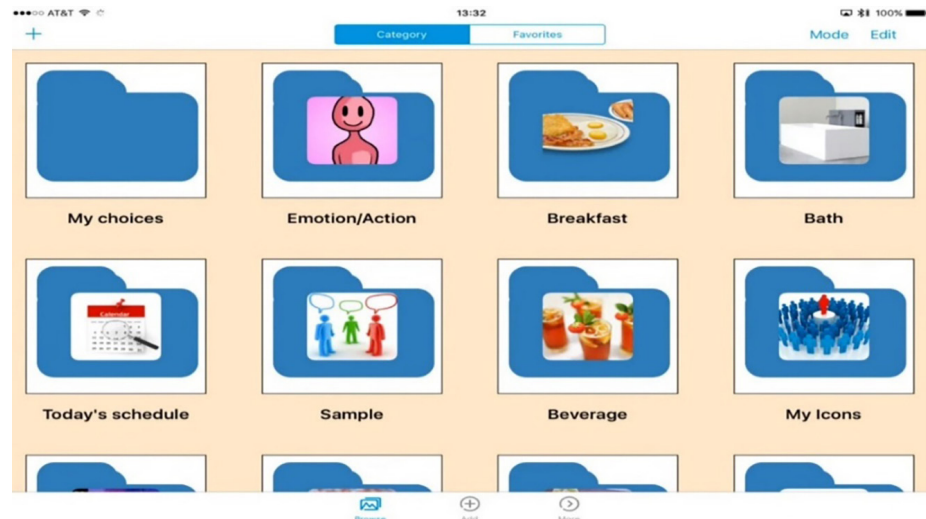 AT&T 13:32 100%
+ Category Favorites Mode Edit
My choices Emotion/Action Breakfast Bath
Calendar
Today's schedule Sample Beverage My Icons